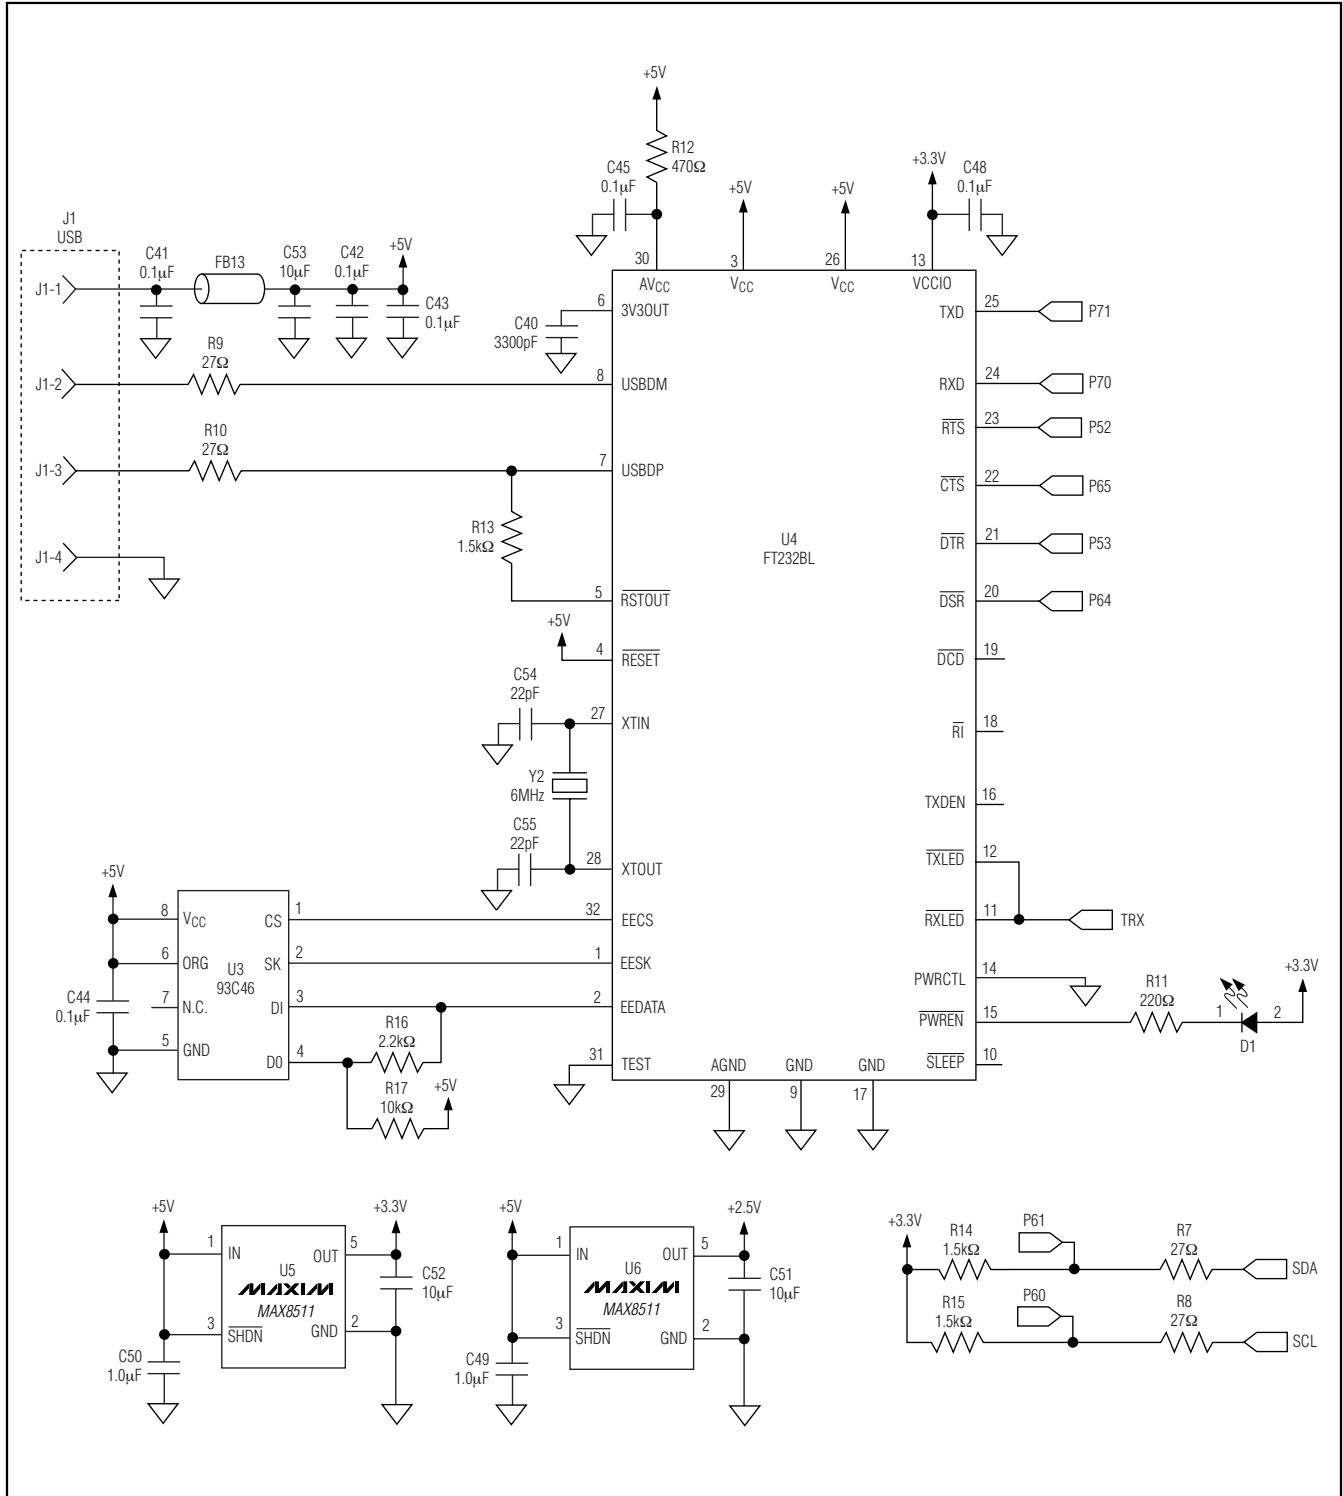 +5V
R12
470Ω
C45
0.1µF
+5V
+5V
+3.3V
C48
0.1µF
J1
USB
C41
0.1µF
FB13
C53
10µF
C42
0.1µF
+5V
C43
0.1µF
J1-1
30
3
26
13
AVCC
VCC
VCC
VCCIO
6
3V3OUT
C40
3300pF
TXD
25
P71
R9
27Ω
J1-2
8
USBDM
RXD
24
P70
R10
27Ω
RTS
23
P52
J1-3
7
USBDP
CTS
22
P65
R13
1.5kΩ
U4
FT232BL
DTR
21
P53
J1-4
5
RSTOUT
DSR
20
P64
+5V
4
RESET
DCD
19
C54
22pF
27
XTIN
RI
18
Y2
6MHz
TXDEN
16
C55
22pF
28
XTOUT
TXLED
12
+5V
8
VCC
CS
1
32
EECS
RXLED
11
TRX
6
ORG
SK
2
1
EESK
U3
93C46
PWRCTL
14
C44
0.1µF
7
N.C.
DI
3
2
EEDATA
PWREN
15
R11
220Ω
1
2
D1
+3.3V
5
GND
D0
4
R16
2.2kΩ
R17
10kΩ
+5V
31
TEST
AGND
GND
GND
SLEEP
10
29
9
17
+5V
1
IN
OUT
5
+3.3V
U5
MAXIM
MAX8511
C52
10µF
3
SHDN
GND
2
C50
1.0µF
+5V
1
IN
OUT
5
+2.5V
U6
MAXIM
MAX8511
C51
10µF
3
SHDN
GND
2
C49
1.0µF
+3.3V
R14
1.5kΩ
P61
R7
27Ω
SDA
R15
1.5kΩ
P60
R8
27Ω
SCL